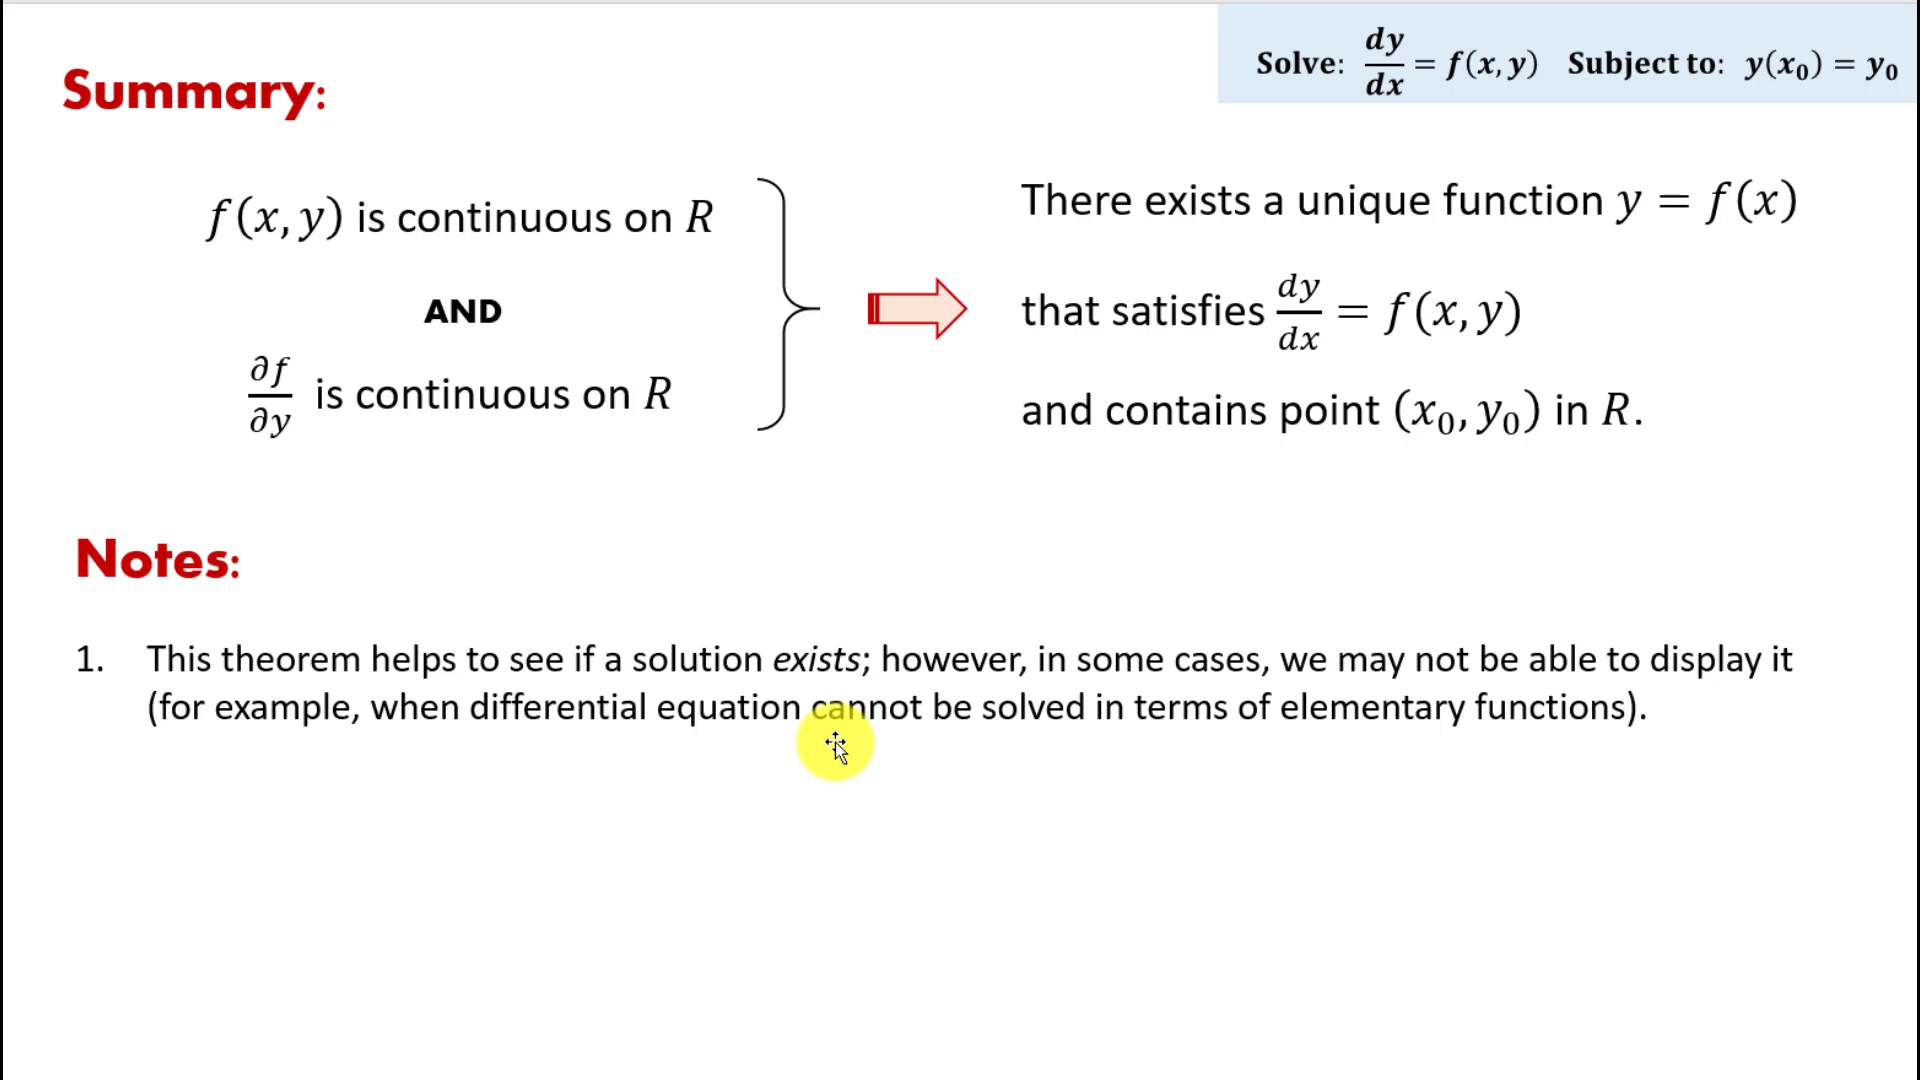 Solve: dy/dx = f(x, y) Subject to: y(x₀) = y₀
Summary:
f(x, y) is continuous on R
AND
∂f/∂y is continuous on R
There exists a unique function y = f(x)
that satisfies dy/dx = f(x, y)
and contains point (x₀, y₀) in R.
Notes:
1. This theorem helps to see if a solution exists; however, in some cases, we may not be able to display it
(for example, when differential equation cannot be solved in terms of elementary functions).